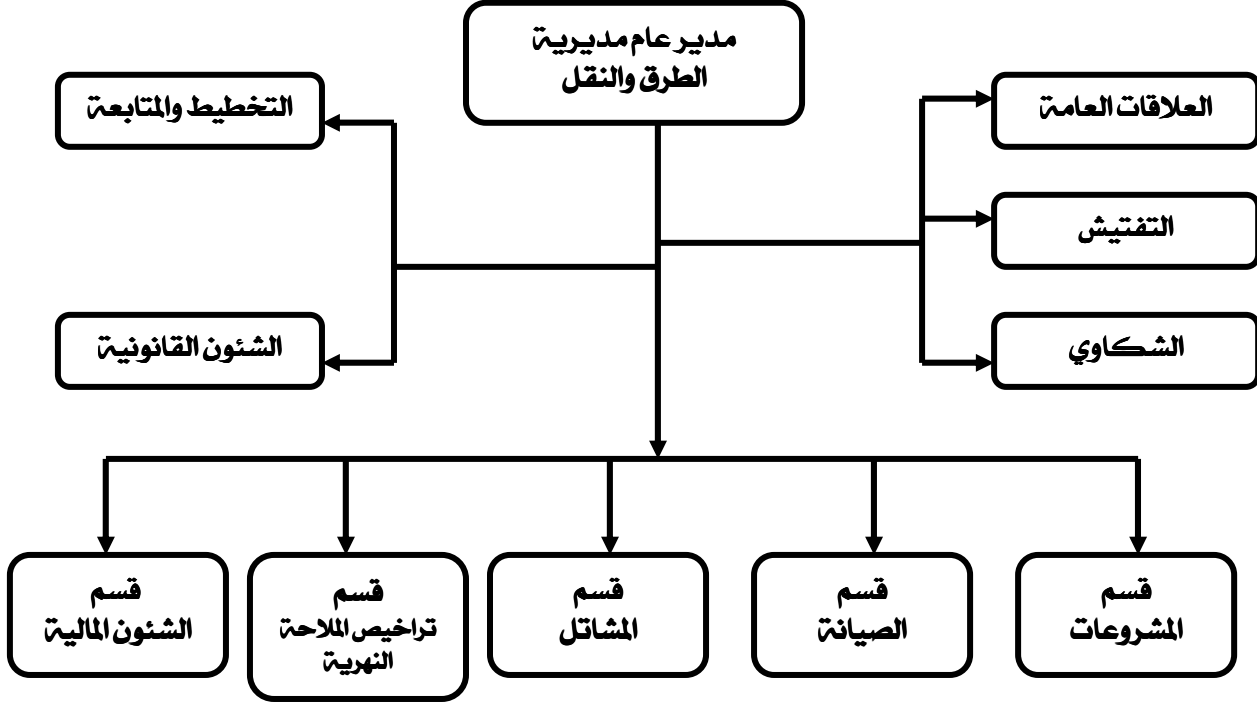 مدير عام مديرية
الطرق والنقل
العلاقات العامة
التخطيط والمتابعة
التفتيش
الشكاوي
الشئون القانونية
قسم
المشروعات
قسم
الصيانة
قسم
المشاتل
قسم
تراخيص الملاحة
النهرية
قسم
الشئون المالية